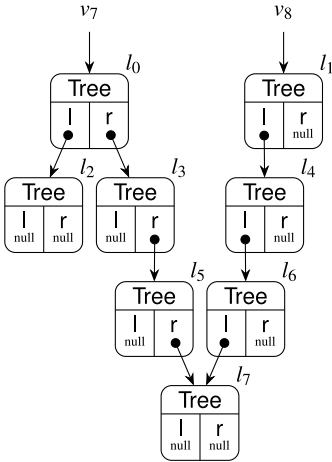 v7 v8
l0 l1
Tree Tree
l r l r
null
l2 l3 l4
Tree Tree Tree
l r l r l r
null null null null
l5 l6
Tree Tree
l r l r
null null
l7
Tree
l r
null null